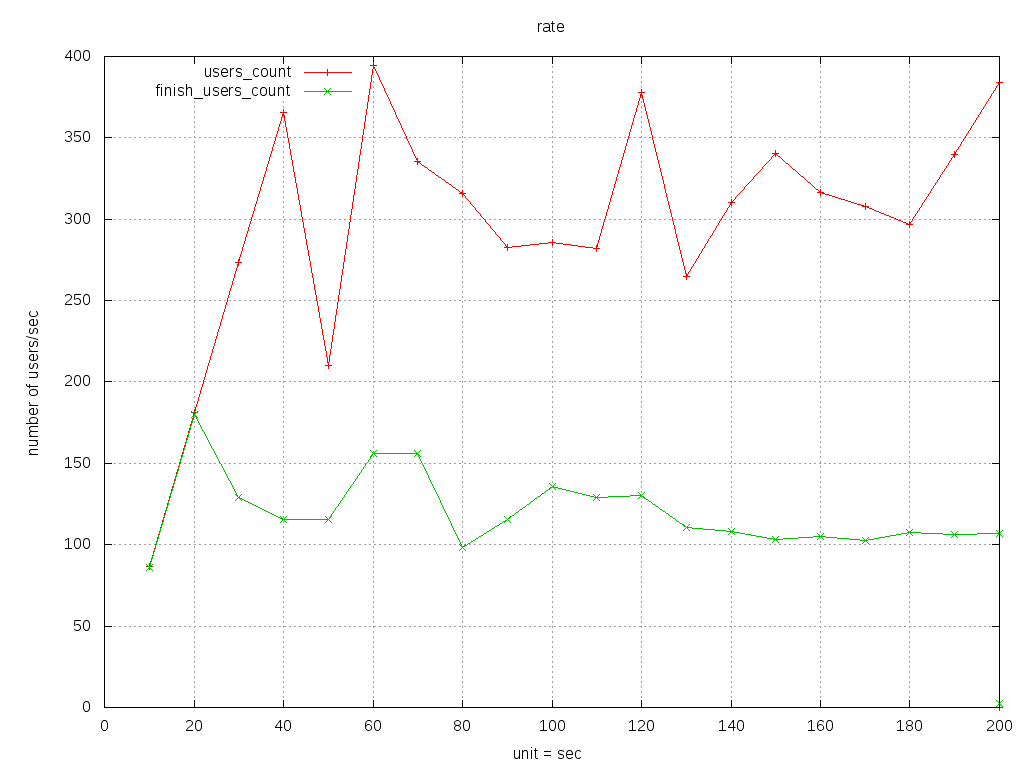 rate
400
users_count
finish_users_count
350
300
250
number of users/sec
200
150
100
50
0
0 20 40 60 80 100 120 140 160 180 200
unit = sec